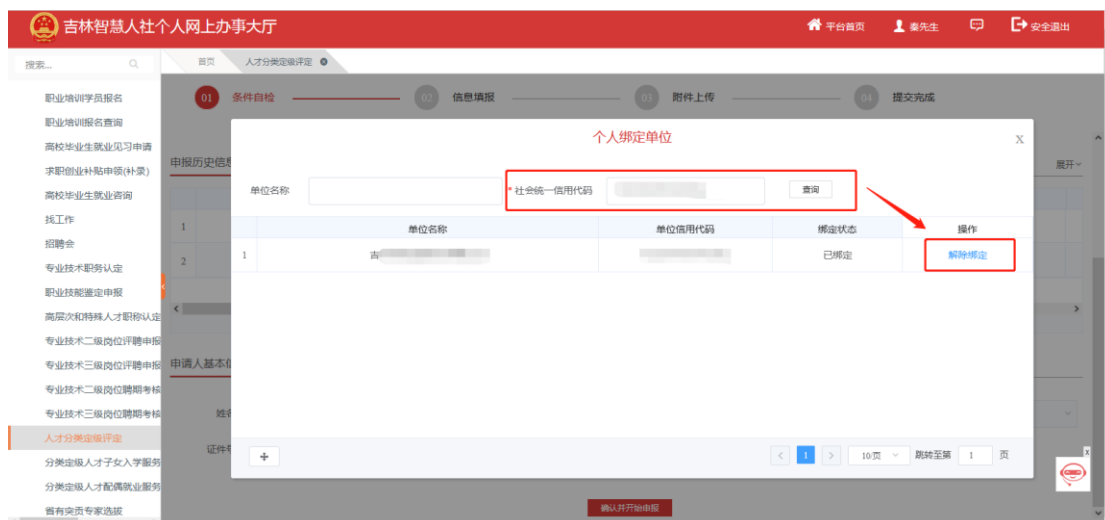 吉林智慧人社个人网上办事大厅
平台首页
秦先生
安全退出
搜索...
首页
人才分类定级评定
职业培训学员报名
职业培训报名查询
高校毕业生就业见习申请
求职创业补贴申领(补录)
高校毕业生就业咨询
找工作
招聘会
专业技术职务认定
职业技能鉴定申报
高层次和特殊人才职称认定
专业技术二级岗位评聘申报
专业技术三级岗位评聘申报
专业技术二级岗位聘期考核
专业技术三级岗位聘期考核
人才分类定级评定
分类定级人才子女入学服务
分类定级人才配偶就业服务
省有突贡专家选拔
01 条件自检
02 信息填报
03 附件上传
04 提交完成
申报历史信息
展开
1
2
申请人基本信
姓名
证件号
个人绑定单位
X
单位名称
* 社会统一信用代码
查询
单位名称 单位信用代码 绑定状态 操作
1 吉 已绑定 解除绑定
+
< 1 > 10/页 跳转至第 1 页
确认并开始申报
X